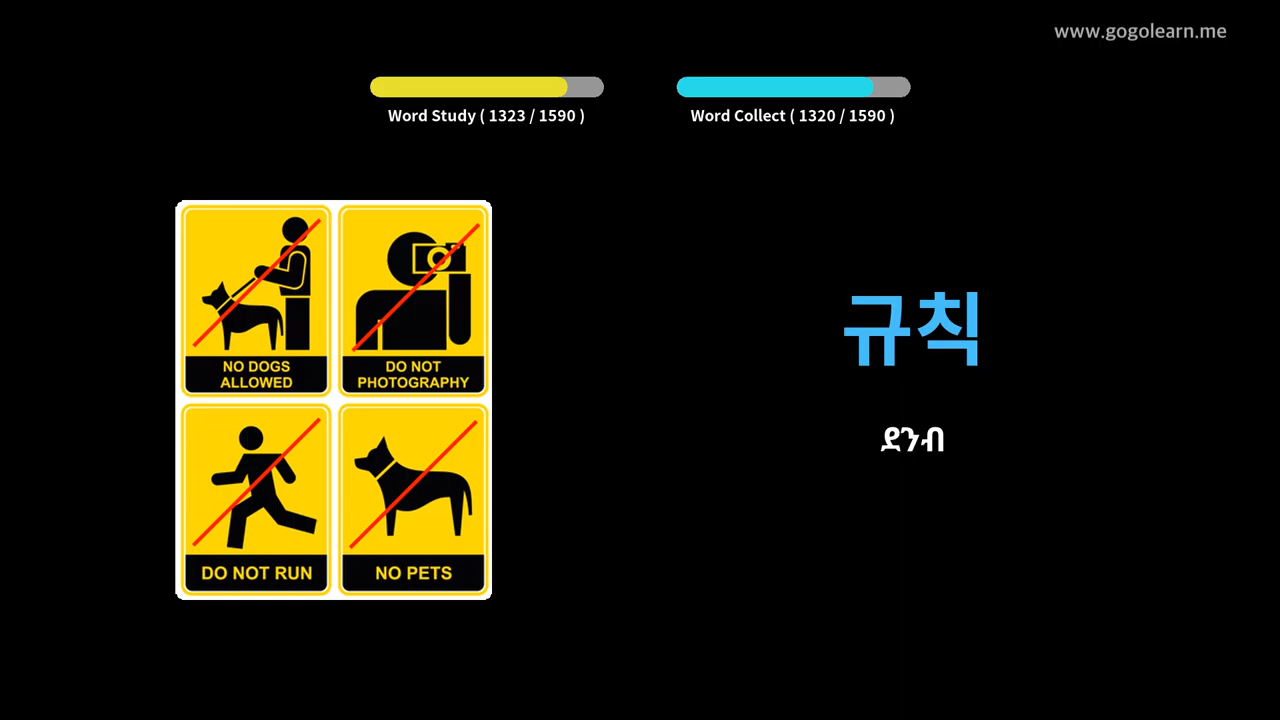 www.gogolearn.me
Word Study ( 1323 / 1590 )
Word Collect ( 1320 / 1590 )
NO DOGS
ALLOWED
DO NOT
PHOTOGRAPHY
DO NOT RUN
NO PETS
규칙
ደንብ